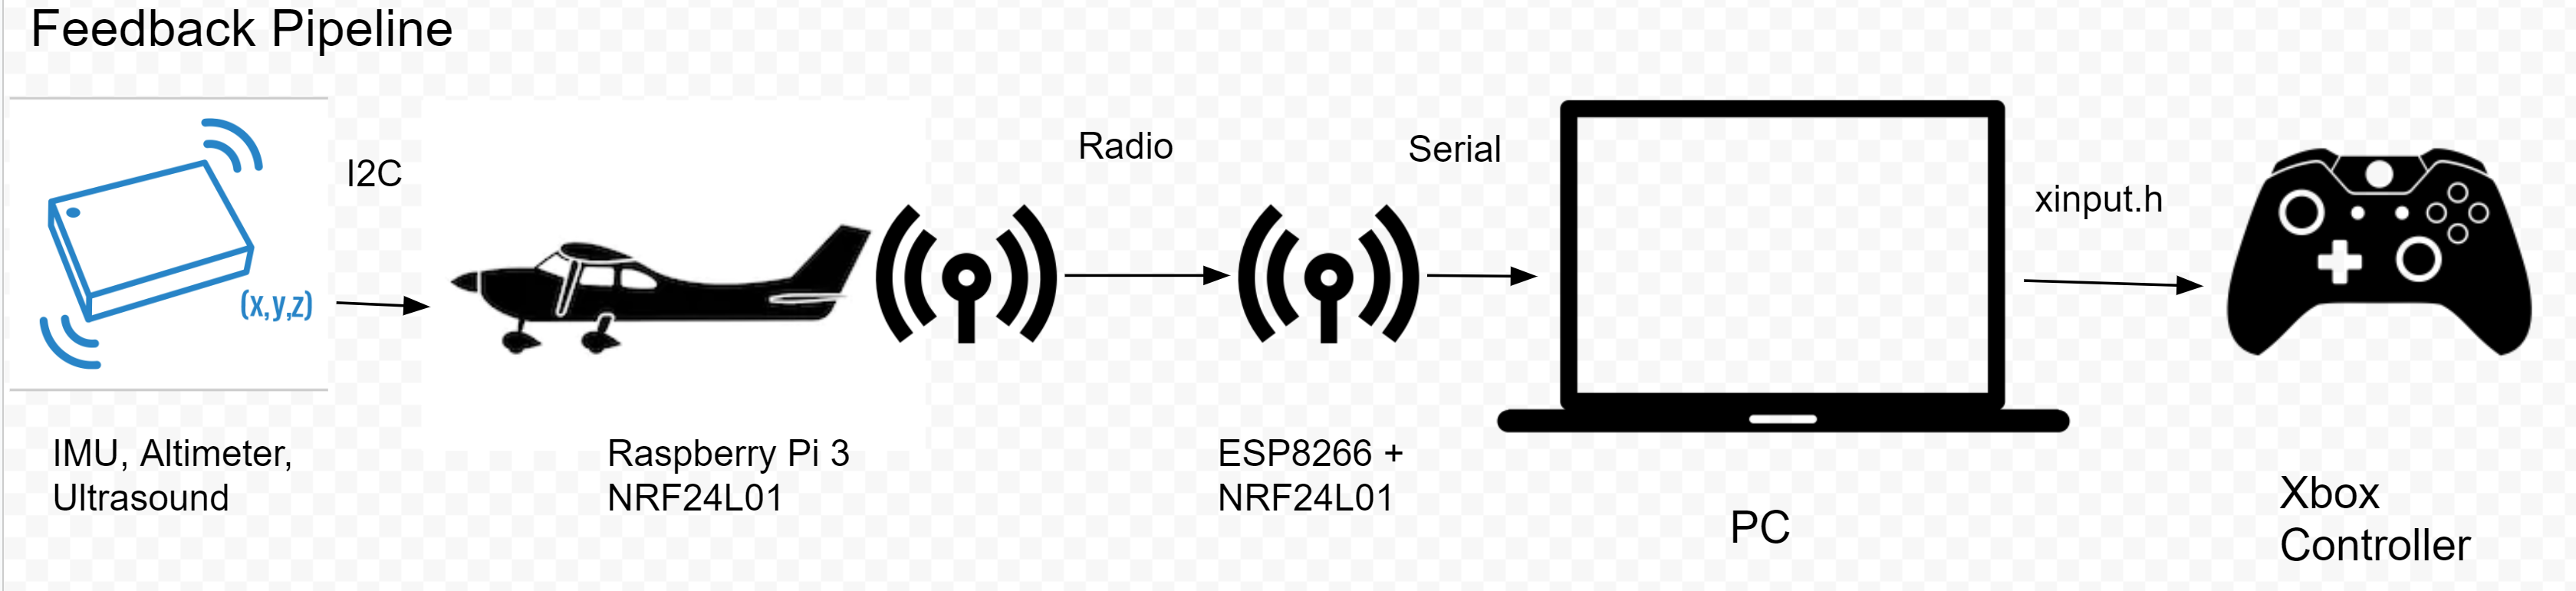 Feedback Pipeline
I2C
Radio
Serial
xinput.h
(x,y,z)
IMU, Altimeter,
Ultrasound
Raspberry Pi 3
NRF24L01
ESP8266 +
NRF24L01
PC
Xbox
Controller